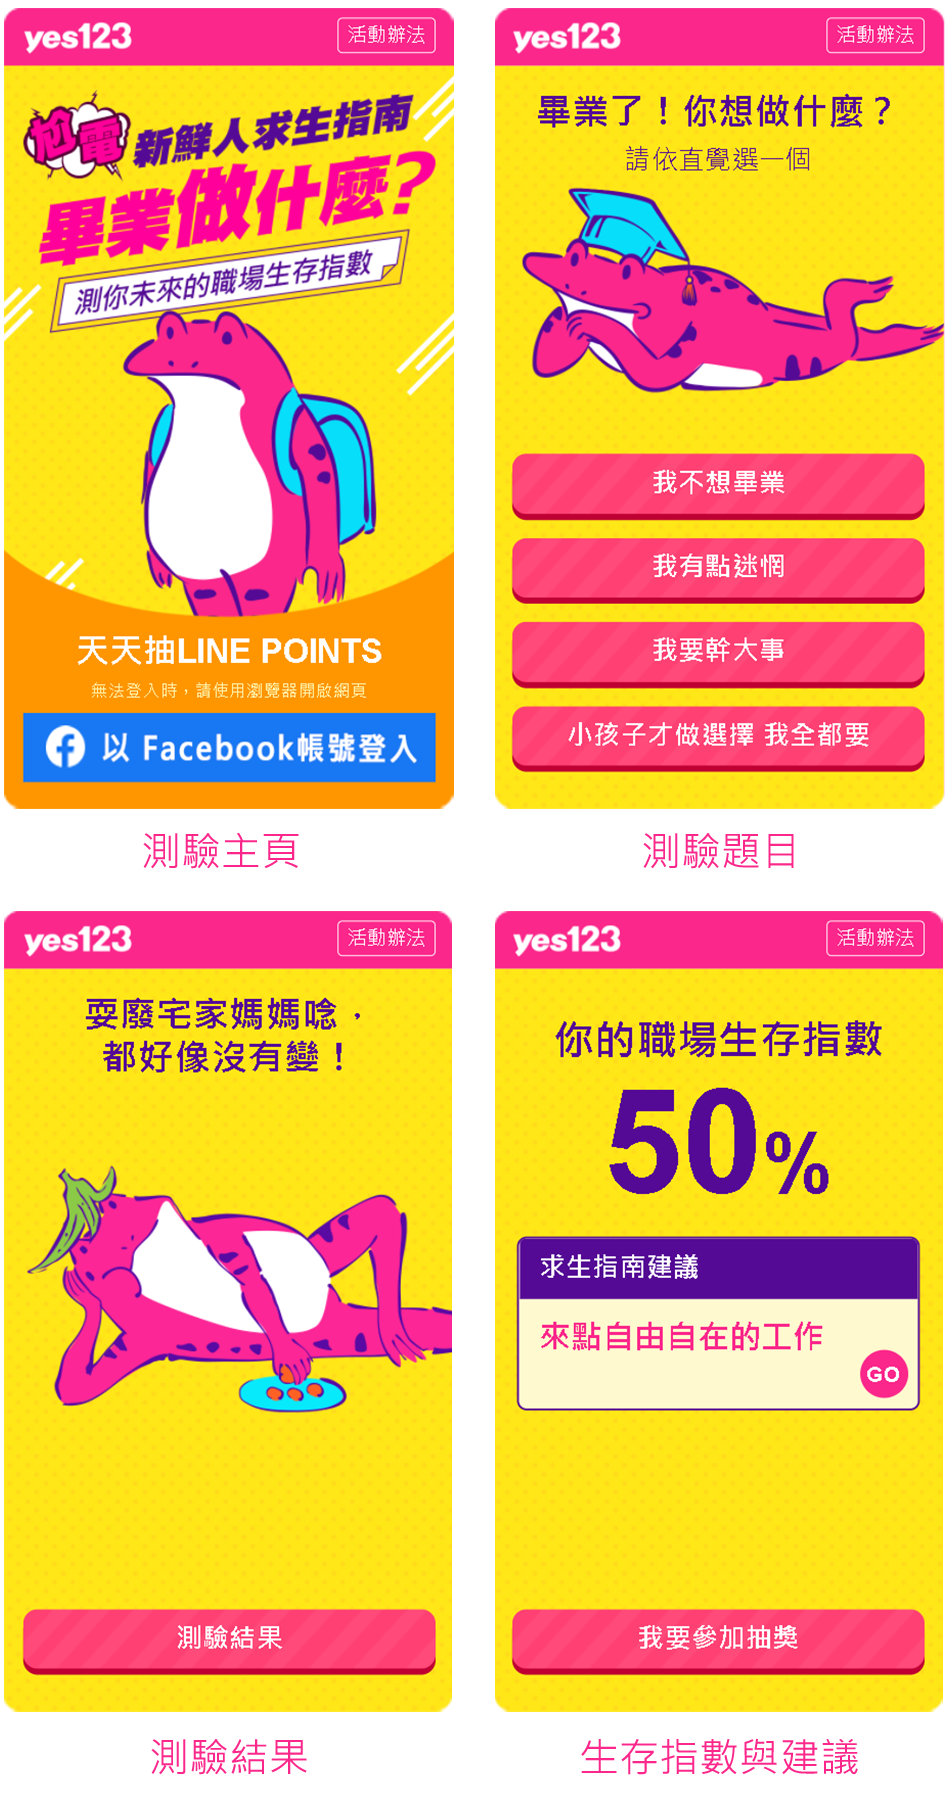 yes123
活動辦法
尬電
新鮮人求生指南
畢業做什麼?
測你未來的職場生存指數
天天抽LINE POINTS
無法登入時，請使用瀏覽器開啟網頁
以 Facebook帳號登入
測驗主頁
yes123
活動辦法
畢業了！你想做什麼？
請依直覺選一個
我不想畢業
我有點迷惘
我要幹大事
小孩子才做選擇 我全都要
測驗題目
yes123
活動辦法
耍廢宅家媽媽唸，
都好像沒有變！
測驗結果
測驗結果
yes123
活動辦法
你的職場生存指數
50%
求生指南建議
來點自由自在的工作
GO
我要參加抽獎
生存指數與建議